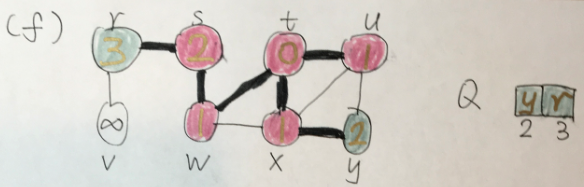 (f) r s t u
3 2 0 1
∞ 1 1 2
v w x y
Q y r
2 3